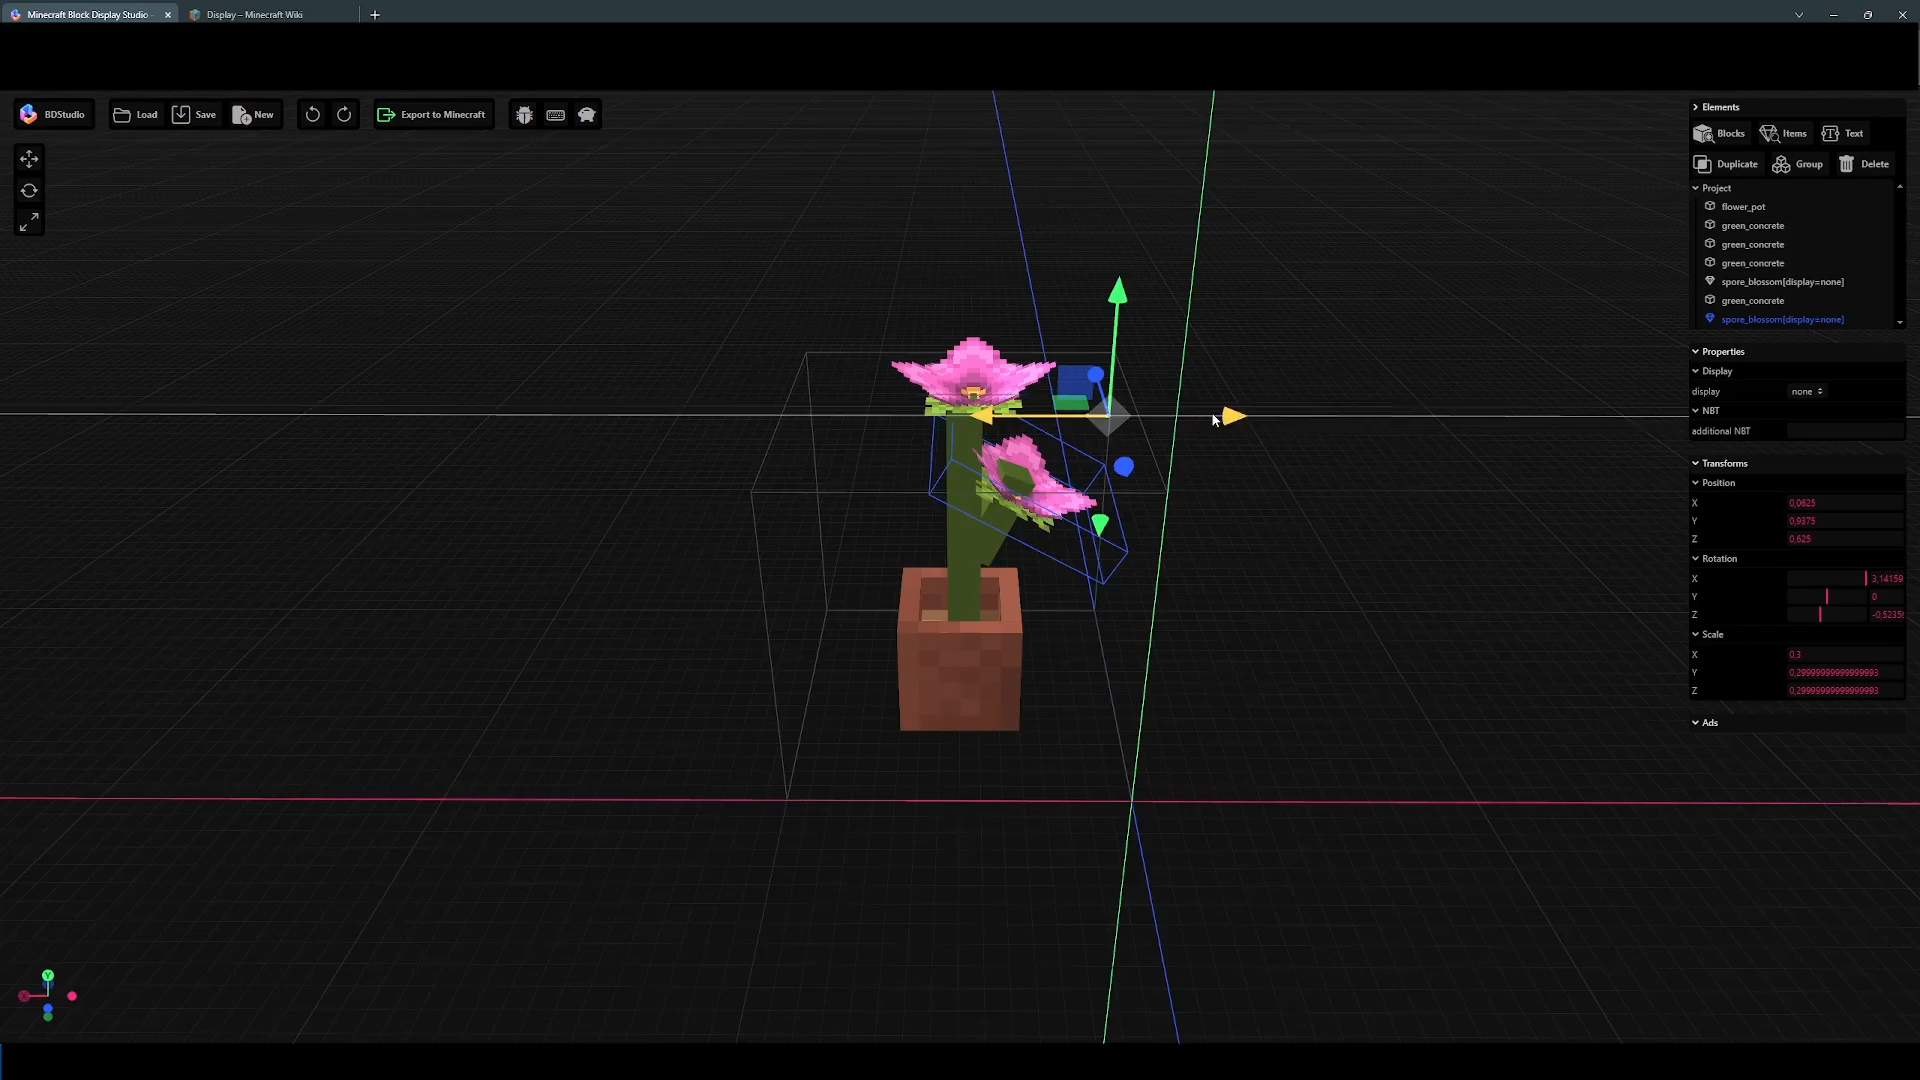 Minecraft Block Display Studio
Display – Minecraft Wiki
BDStudio
Load
Save
New
Export to Minecraft
Elements
Blocks
Items
Text
Duplicate
Group
Delete
Project
flower_pot
green_concrete
green_concrete
green_concrete
spore_blossom[display=none]
green_concrete
spore_blossom[display=none]
Properties
Display
display none
NBT
additional NBT
Transforms
Position
X 0,0625
Y 0,9375
Z 0,625
Rotation
X 3,14159
Y 0
Z -0,5235
Scale
X 0,3
Y 0,29999999999999993
Z 0,29999999999999993
Ads
Y
X